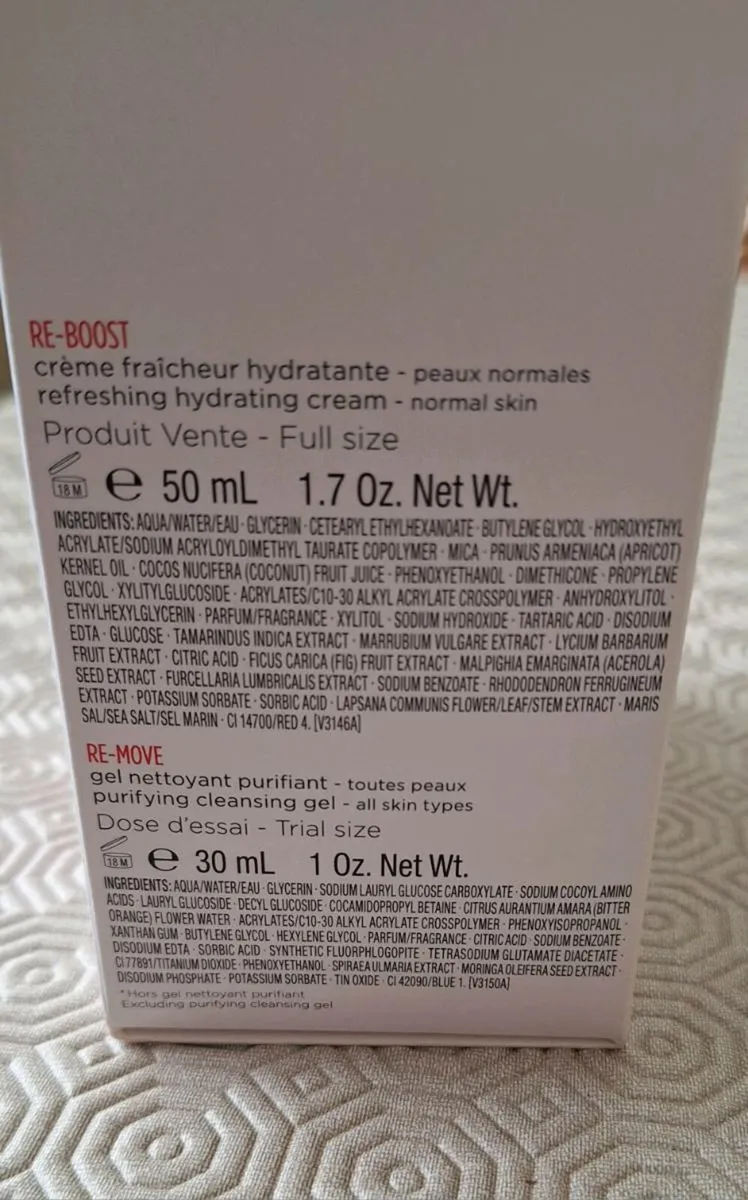 RE-BOOST
crème fraîcheur hydratante - peaux normales
refreshing hydrating cream - normal skin
Produit Vente - Full size
18 M ℮ 50 mL 1.7 Oz. Net Wt.
INGREDIENTS: AQUA/WATER/EAU · GLYCERIN · CETEARYL ETHYLHEXANOATE · BUTYLENE GLYCOL · HYDROXYETHYL
ACRYLATE/SODIUM ACRYLOYLDIMETHYL TAURATE COPOLYMER · MICA · PRUNUS ARMENIACA (APRICOT)
KERNEL OIL · COCOS NUCIFERA (COCONUT) FRUIT JUICE · PHENOXYETHANOL · DIMETHICONE · PROPYLENE
GLYCOL · XYLITYLGLUCOSIDE · ACRYLATES/C10-30 ALKYL ACRYLATE CROSSPOLYMER · ANHYDROXYLITOL ·
ETHYLHEXYLGLYCERIN · PARFUM/FRAGRANCE · XYLITOL · SODIUM HYDROXIDE · TARTARIC ACID · DISODIUM
EDTA · GLUCOSE · TAMARINDUS INDICA EXTRACT · MARRUBIUM VULGARE EXTRACT · LYCIUM BARBARUM
FRUIT EXTRACT · CITRIC ACID · FICUS CARICA (FIG) FRUIT EXTRACT · MALPIGHIA EMARGINATA (ACEROLA)
SEED EXTRACT · FURCELLARIA LUMBRICALIS EXTRACT · SODIUM BENZOATE · RHODODENDRON FERRUGINEUM
EXTRACT · POTASSIUM SORBATE · SORBIC ACID · LAPSANA COMMUNIS FLOWER/LEAF/STEM EXTRACT · MARIS
SAL/SEA SALT/SEL MARIN · CI 14700/RED 4. [V3146A]
RE-MOVE
gel nettoyant purifiant - toutes peaux
purifying cleansing gel - all skin types
Dose d'essai - Trial size
18 M ℮ 30 mL 1 Oz. Net Wt.
INGREDIENTS: AQUA/WATER/EAU · GLYCERIN · SODIUM LAURYL GLUCOSE CARBOXYLATE · SODIUM COCOYL AMINO
ACIDS · LAURYL GLUCOSIDE · DECYL GLUCOSIDE · COCAMIDOPROPYL BETAINE · CITRUS AURANTIUM AMARA (BITTER
ORANGE) FLOWER WATER · ACRYLATES/C10-30 ALKYL ACRYLATE CROSSPOLYMER · PHENOXYISOPROPANOL ·
XANTHAN GUM · BUTYLENE GLYCOL · HEXYLENE GLYCOL · PARFUM/FRAGRANCE · CITRIC ACID · SODIUM BENZOATE ·
DISODIUM EDTA · SORBIC ACID · SYNTHETIC FLUORPHLOGOPITE · TETRASODIUM GLUTAMATE DIACETATE ·
CI 77891/TITANIUM DIOXIDE · PHENOXYETHANOL · SPIRAEA ULMARIA EXTRACT · MORINGA OLEIFERA SEED EXTRACT ·
DISODIUM PHOSPHATE · POTASSIUM SORBATE · TIN OXIDE · CI 42090/BLUE 1. [V3150A]
*Hors gel nettoyant purifiant
Excluding purifying cleansing gel